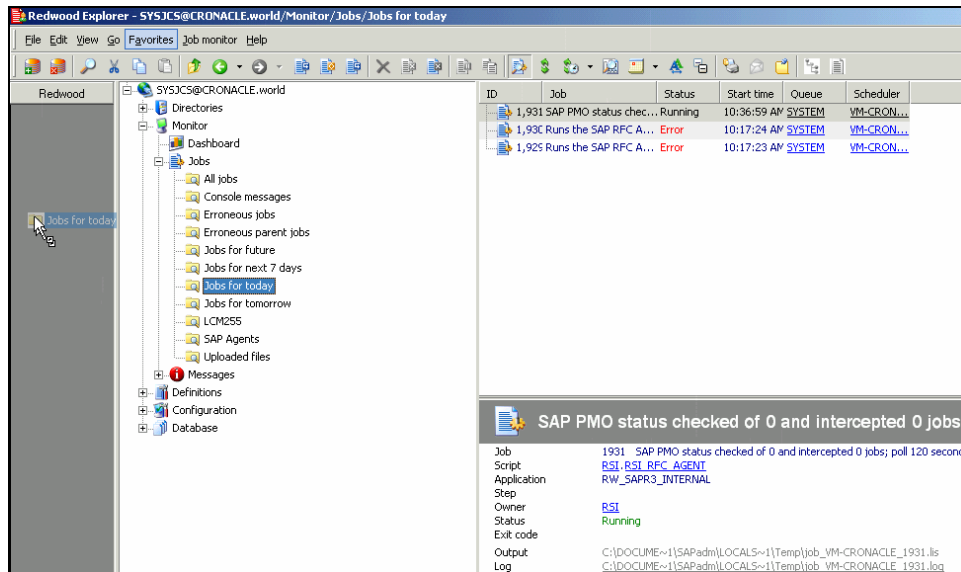 Redwood Explorer - SYSJCS@CRONACLE.world/Monitor/Jobs/Jobs for today
File Edit View Go Favorites Job monitor Help
Redwood
Jobs for today
SYSJCS@CRONACLE.world
Directories
Monitor
Dashboard
Jobs
All jobs
Console messages
Erroneous jobs
Erroneous parent jobs
Jobs for future
Jobs for next 7 days
Jobs for today
Jobs for tomorrow
LCM255
SAP Agents
Uploaded files
Messages
Definitions
Configuration
Database
ID Job Status Start time Queue Scheduler
1,931 SAP PMO status chec... Running 10:36:59 AM SYSTEM VM-CRON...
1,930 Runs the SAP RFC A... Error 10:17:24 AM SYSTEM VM-CRON...
1,929 Runs the SAP RFC A... Error 10:17:23 AM SYSTEM VM-CRON...
SAP PMO status checked of 0 and intercepted 0 jobs
Job 1931 SAP PMO status checked of 0 and intercepted 0 jobs; poll 120 secon
Script RSI.RSI_RFC_AGENT
Application RW_SAPR3_INTERNAL
Step
Owner RSI
Status Running
Exit code
Output C:\DOCUME~1\SAPadm\LOCALS~1\Temp\job_VM-CRONACLE_1931.lis
Log C:\DOCUME~1\SAPadm\LOCALS~1\Temp\job_VM-CRONACLE_1931.log